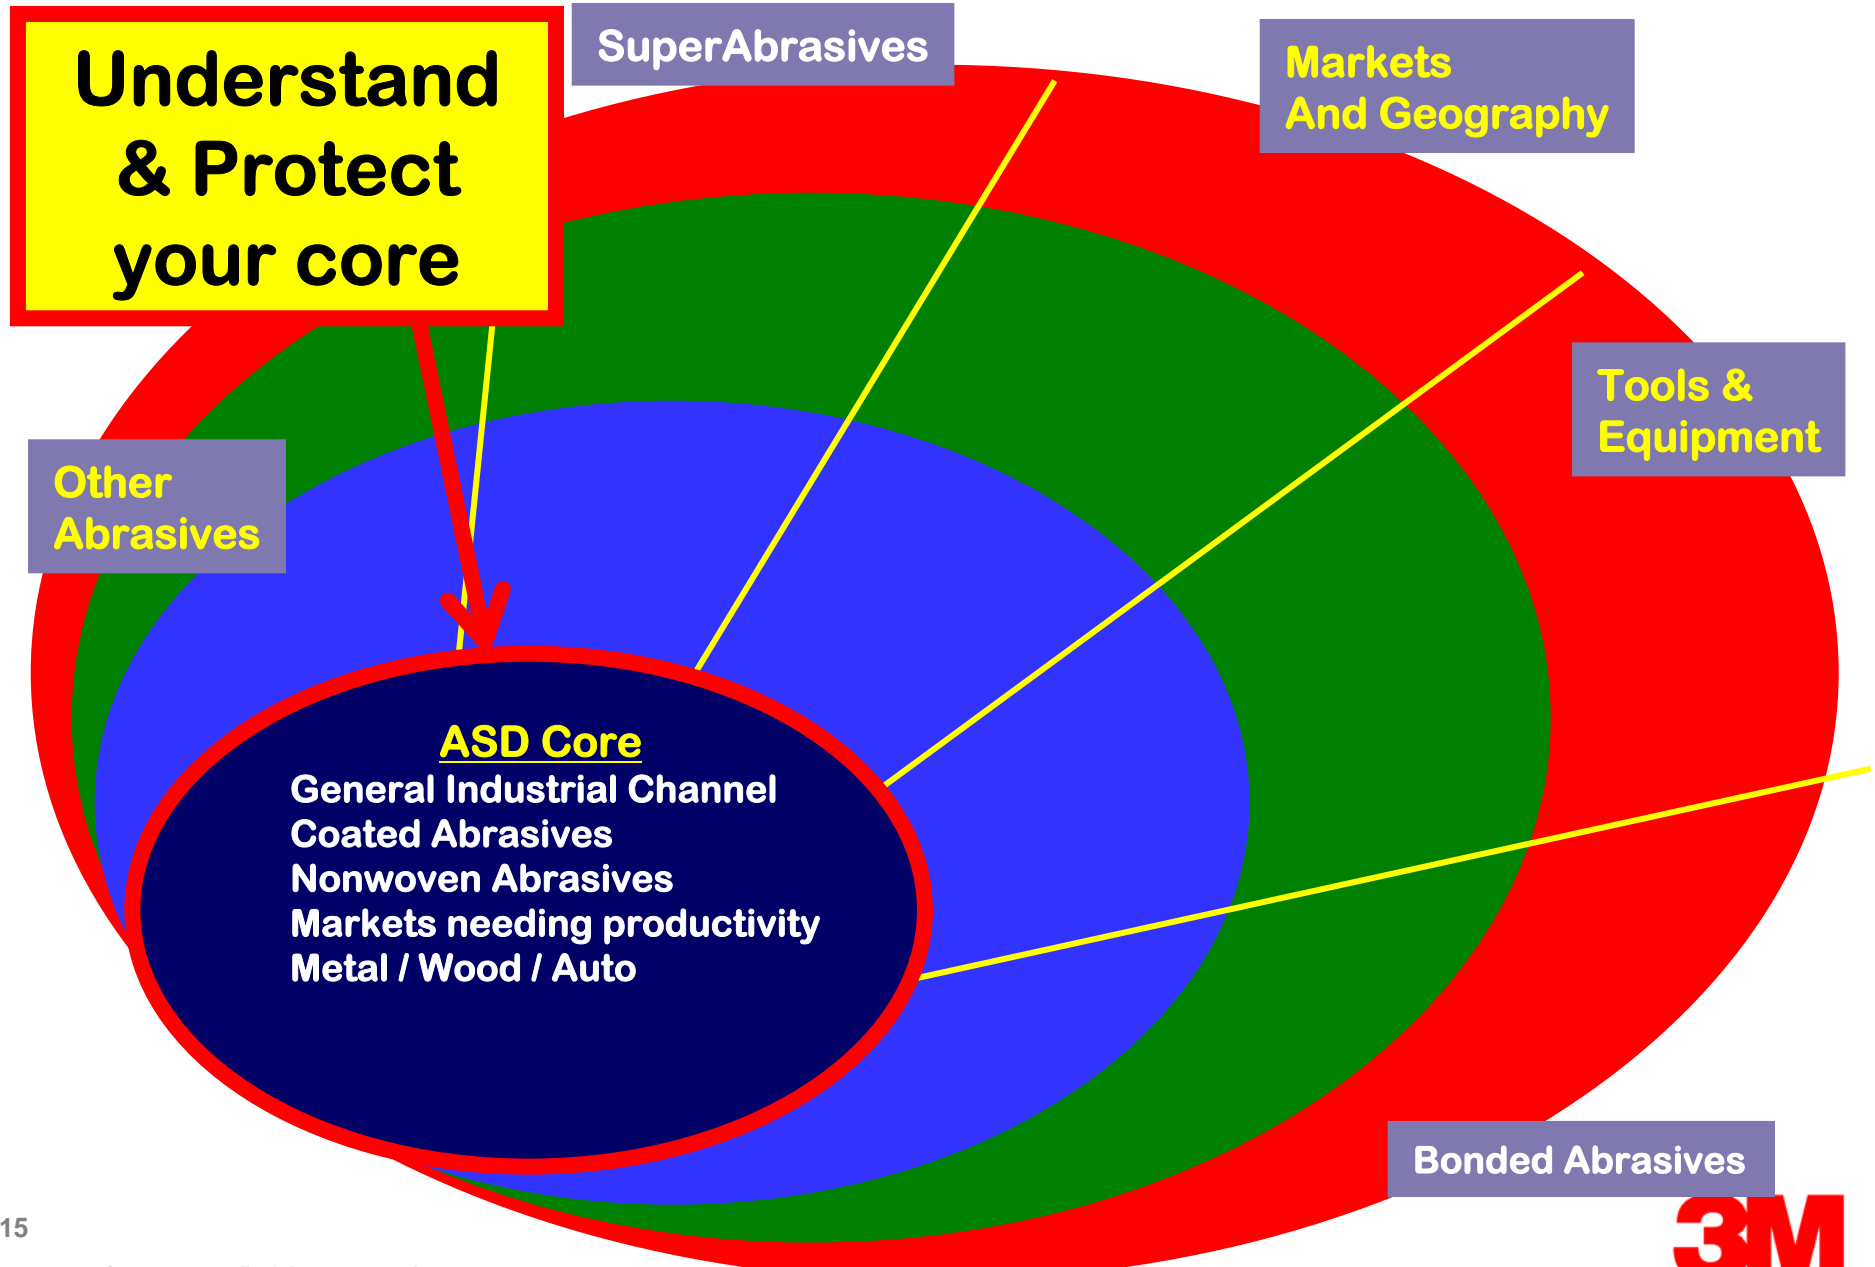 Understand
& Protect
your core
SuperAbrasives
Markets
And Geography
Tools &
Equipment
Other
Abrasives
ASD Core
General Industrial Channel
Coated Abrasives
Nonwoven Abrasives
Markets needing productivity
Metal / Wood / Auto
Bonded Abrasives
15
3M